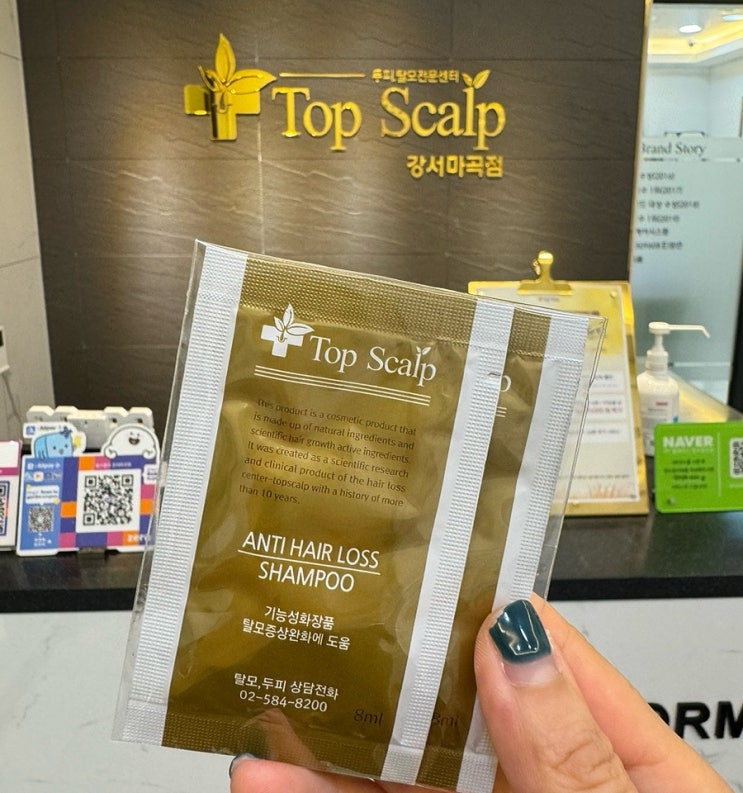 두피,탈모전문센터
Top Scalp
강서마곡점
Brand Story
Top Scalp
This product is a cosmetic product that
is made up of natural ingredients and
scientific hair growth active ingredients.
It was created as a scientific research
and clinical product of the hair loss
center-topscalp with a history of more
than 10 years.
ANTI HAIR LOSS
SHAMPOO
기능성화장품
탈모증상완화에 도움
탈모,두피 상담전화
02-584-8200
8ml
8ml
NAVER